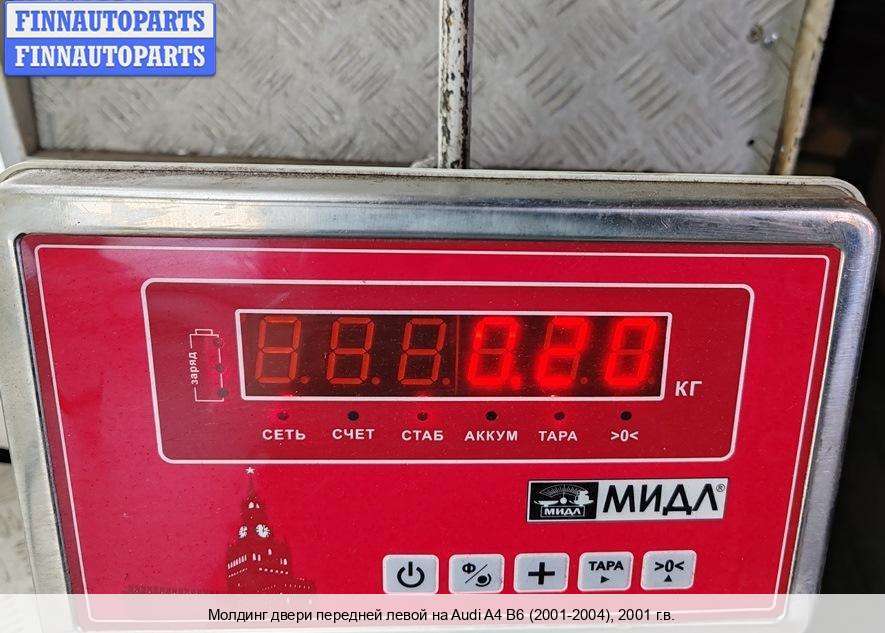 FINNAUTOPARTS
FINNAUTOPARTS
заряд
0.20
КГ
СЕТЬ СЧЕТ СТАБ АККУМ ТАРА >0<
МИДЛ МИДЛ®
Ф ТАРА >0<
Молдинг двери передней левой на Audi A4 B6 (2001-2004), 2001 г.в.